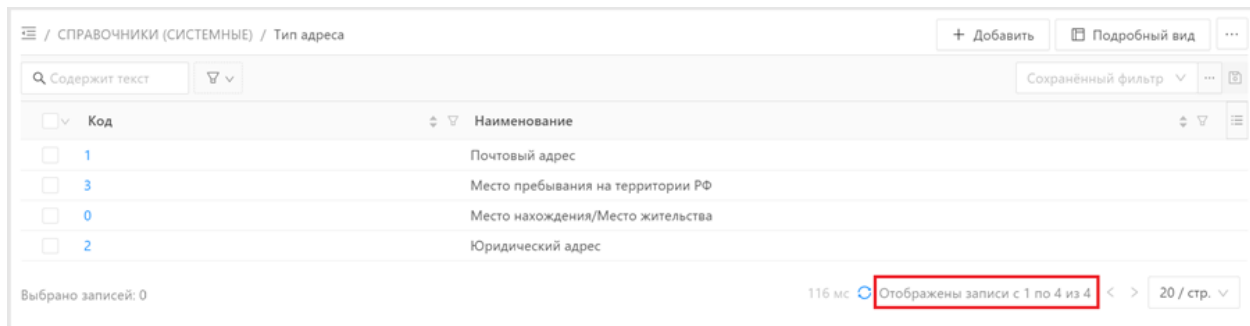 / СПРАВОЧНИКИ (СИСТЕМНЫЕ) / Тип адреса + Добавить Подробный вид ...
Содержит текст Сохранённый фильтр ...
Код Наименование
1 Почтовый адрес
3 Место пребывания на территории РФ
0 Место нахождения/Место жительства
2 Юридический адрес
Выбрано записей: 0 116 мс Отображены записи с 1 по 4 из 4 < > 20 / стр.